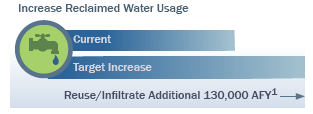 Increase Reclaimed Water Usage
Current
Target Increase
Reuse/Infiltrate Additional 130,000 AFY1